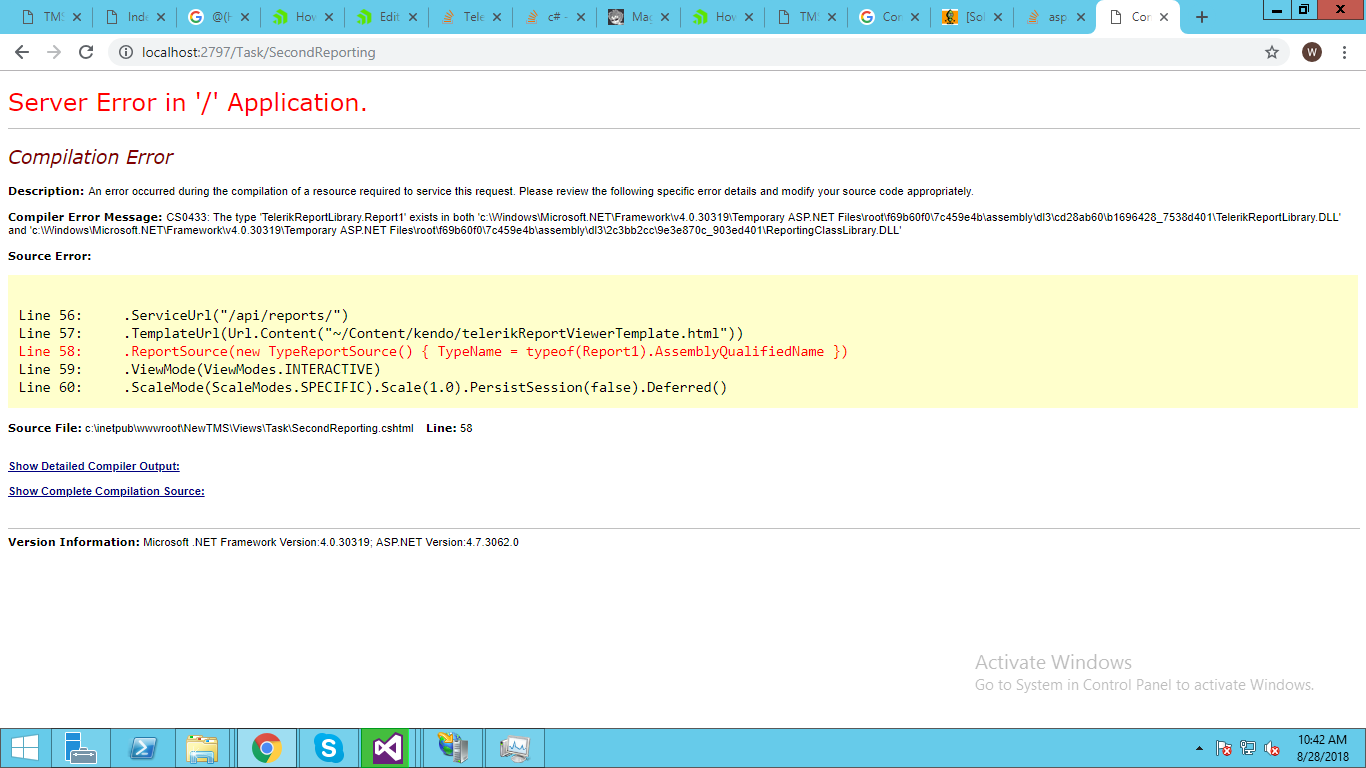 TMS
Inde
@(H
How
Edit
Tele
c# -
Mag
How
TMS
Cor
[Sol
asp
Cor
localhost:2797/Task/SecondReporting
W
Server Error in '/' Application.
Compilation Error
Description: An error occurred during the compilation of a resource required to service this request. Please review the following specific error details and modify your source code appropriately.
Compiler Error Message: CS0433: The type 'TelerikReportLibrary.Report1' exists in both 'c:\Windows\Microsoft.NET\Framework\v4.0.30319\Temporary ASP.NET Files\root\f69b60f0\7c459e4b\assembly\dl3\cd28ab60\b1696428_7538d401\TelerikReportLibrary.DLL'
and 'c:\Windows\Microsoft.NET\Framework\v4.0.30319\Temporary ASP.NET Files\root\f69b60f0\7c459e4b\assembly\dl3\2c3bb2cc\9e3e870c_903ed401\ReportingClassLibrary.DLL'
Source Error:
Line 56:     .ServiceUrl("/api/reports/")
Line 57:     .TemplateUrl(Url.Content("~/Content/kendo/telerikReportViewerTemplate.html"))
Line 58:     .ReportSource(new TypeReportSource() { TypeName = typeof(Report1).AssemblyQualifiedName })
Line 59:     .ViewMode(ViewModes.INTERACTIVE)
Line 60:     .ScaleMode(ScaleModes.SPECIFIC).Scale(1.0).PersistSession(false).Deferred()
Source File: c:\inetpub\wwwroot\NewTMS\Views\Task\SecondReporting.cshtml    Line: 58
Show Detailed Compiler Output:
Show Complete Compilation Source:
Version Information: Microsoft .NET Framework Version:4.0.30319; ASP.NET Version:4.7.3062.0
Activate Windows
Go to System in Control Panel to activate Windows.
10:42 AM
8/28/2018